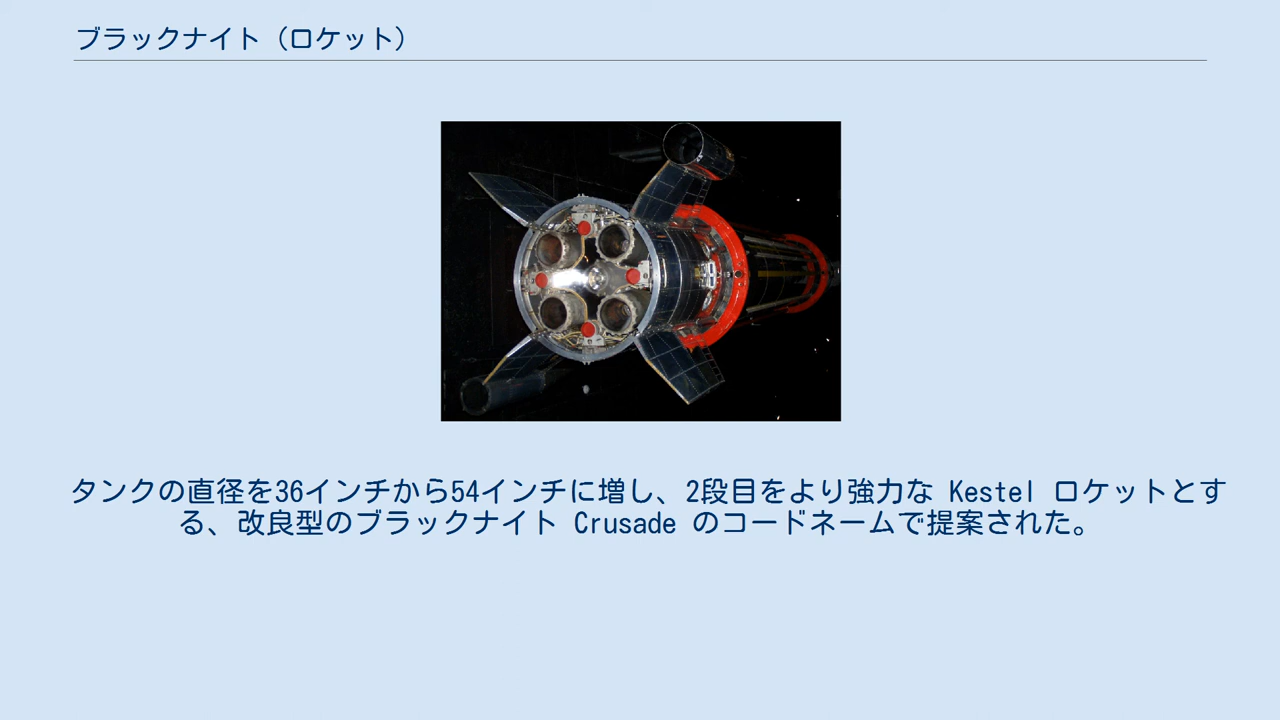 ブラックナイト（ロケット）
タンクの直径を36インチから54インチに増し、2段目をより強力な Kestel ロケットとす
る、改良型のブラックナイト Crusade のコードネームで提案された。